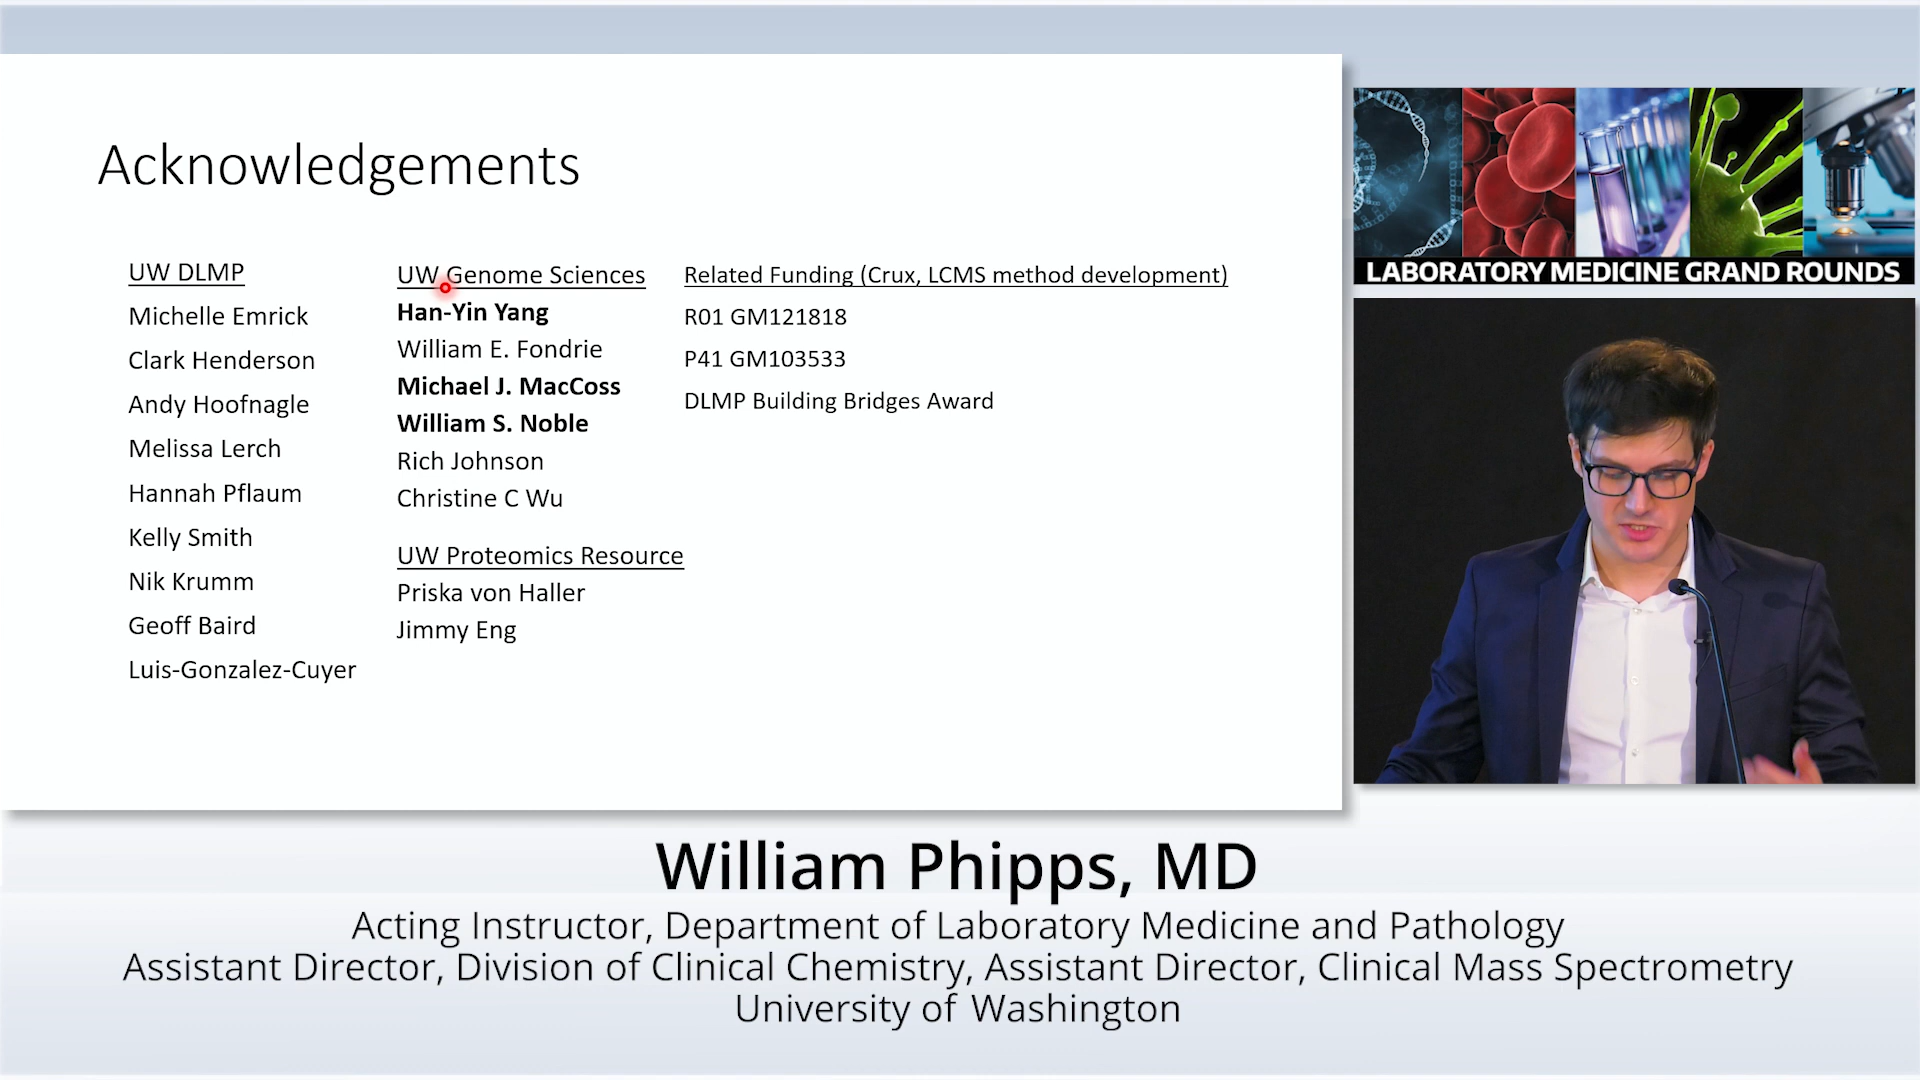 Acknowledgements
UW DLMP
Michelle Emrick
Clark Henderson
Andy Hoofnagle
Melissa Lerch
Hannah Pflaum
Kelly Smith
Nik Krumm
Geoff Baird
Luis-Gonzalez-Cuyer
UW Genome Sciences
Han-Yin Yang
William E. Fondrie
Michael J. MacCoss
William S. Noble
Rich Johnson
Christine C Wu
UW Proteomics Resource
Priska von Haller
Jimmy Eng
Related Funding (Crux, LCMS method development)
R01 GM121818
P41 GM103533
DLMP Building Bridges Award
LABORATORY MEDICINE GRAND ROUNDS
William Phipps, MD
Acting Instructor, Department of Laboratory Medicine and Pathology
Assistant Director, Division of Clinical Chemistry, Assistant Director, Clinical Mass Spectrometry
University of Washington